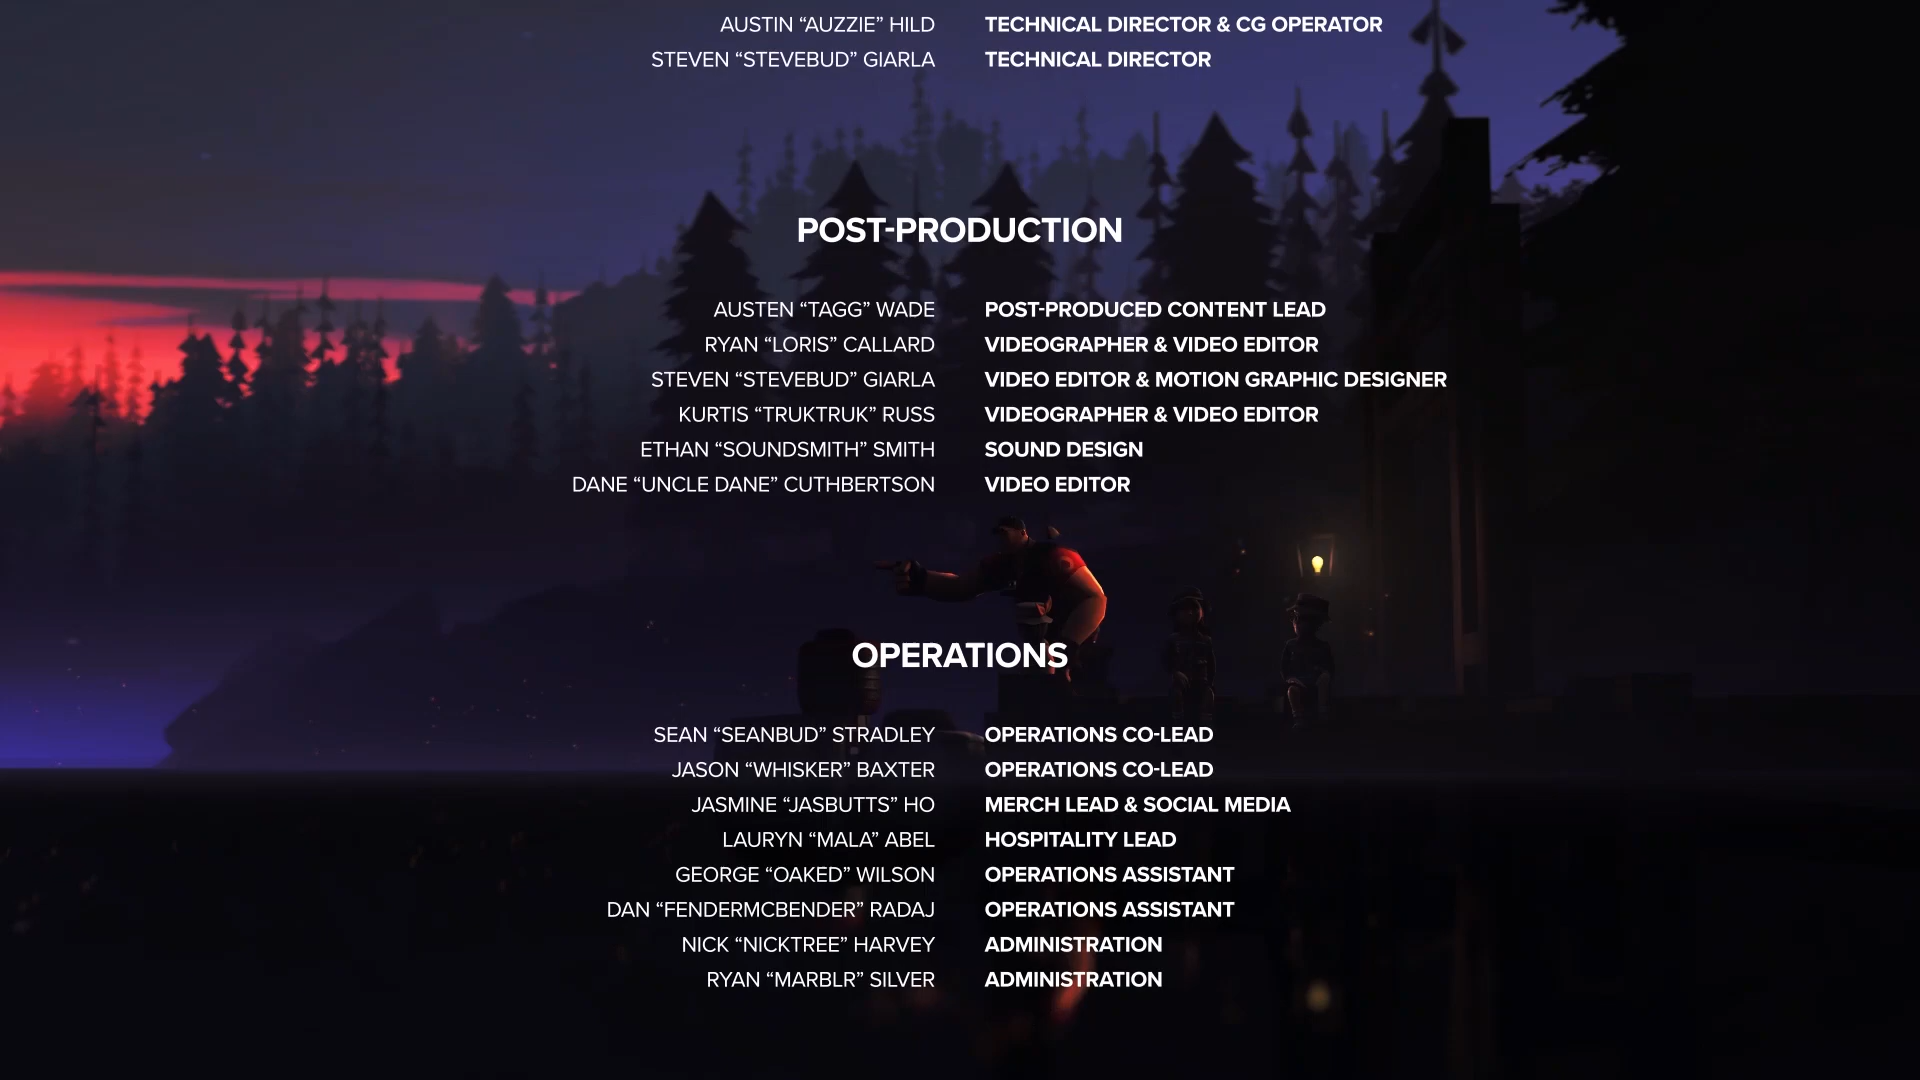 AUSTIN “AUZZIE” HILD TECHNICAL DIRECTOR & CG OPERATOR
STEVEN “STEVEBUD” GIARLA TECHNICAL DIRECTOR
POST-PRODUCTION
AUSTEN “TAGG” WADE POST-PRODUCED CONTENT LEAD
RYAN “LORIS” CALLARD VIDEOGRAPHER & VIDEO EDITOR
STEVEN “STEVEBUD” GIARLA VIDEO EDITOR & MOTION GRAPHIC DESIGNER
KURTIS “TRUKTRUK” RUSS VIDEOGRAPHER & VIDEO EDITOR
ETHAN “SOUNDSMITH” SMITH SOUND DESIGN
DANE “UNCLE DANE” CUTHBERTSON VIDEO EDITOR
OPERATIONS
SEAN “SEANBUD” STRADLEY OPERATIONS CO-LEAD
JASON “WHISKER” BAXTER OPERATIONS CO-LEAD
JASMINE “JASBUTTS” HO MERCH LEAD & SOCIAL MEDIA
LAURYN “MALA” ABEL HOSPITALITY LEAD
GEORGE “OAKED” WILSON OPERATIONS ASSISTANT
DAN “FENDERMCBENDER” RADAJ OPERATIONS ASSISTANT
NICK “NICKTREE” HARVEY ADMINISTRATION
RYAN “MARBLR” SILVER ADMINISTRATION